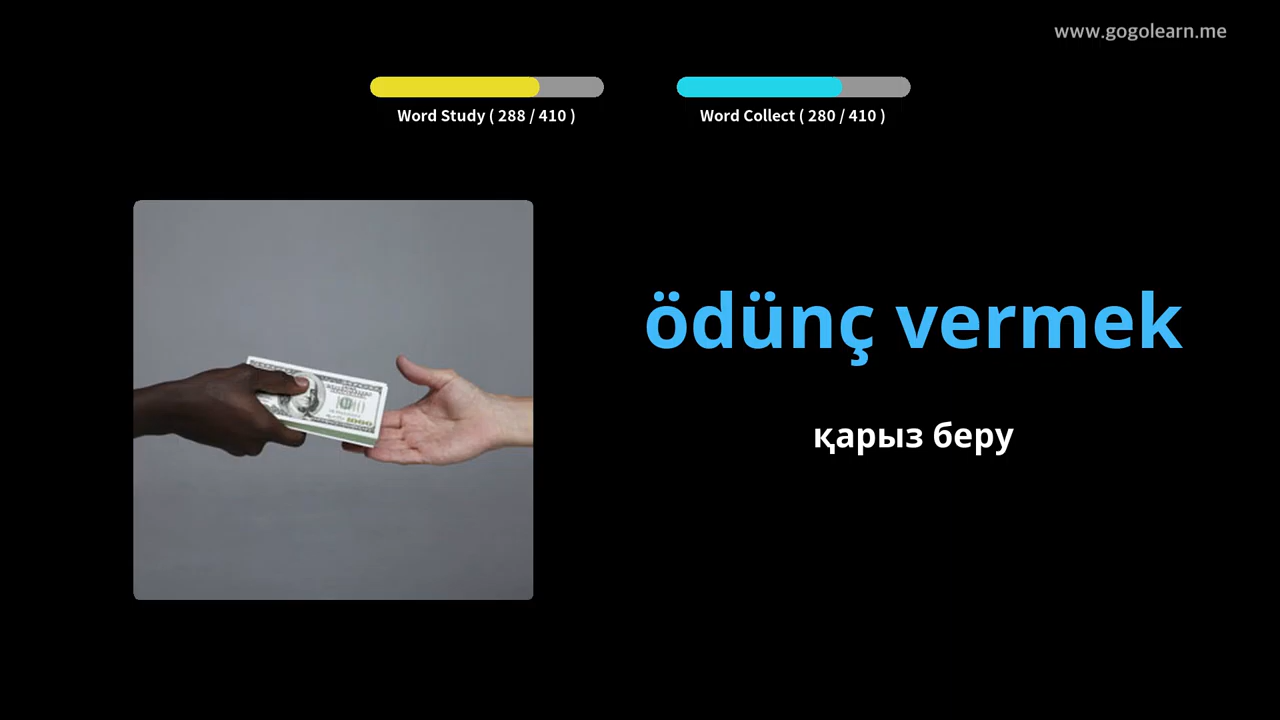 www.gogolearn.me
Word Study ( 288 / 410 )
Word Collect ( 280 / 410 )
ödünç vermek
қарыз беру